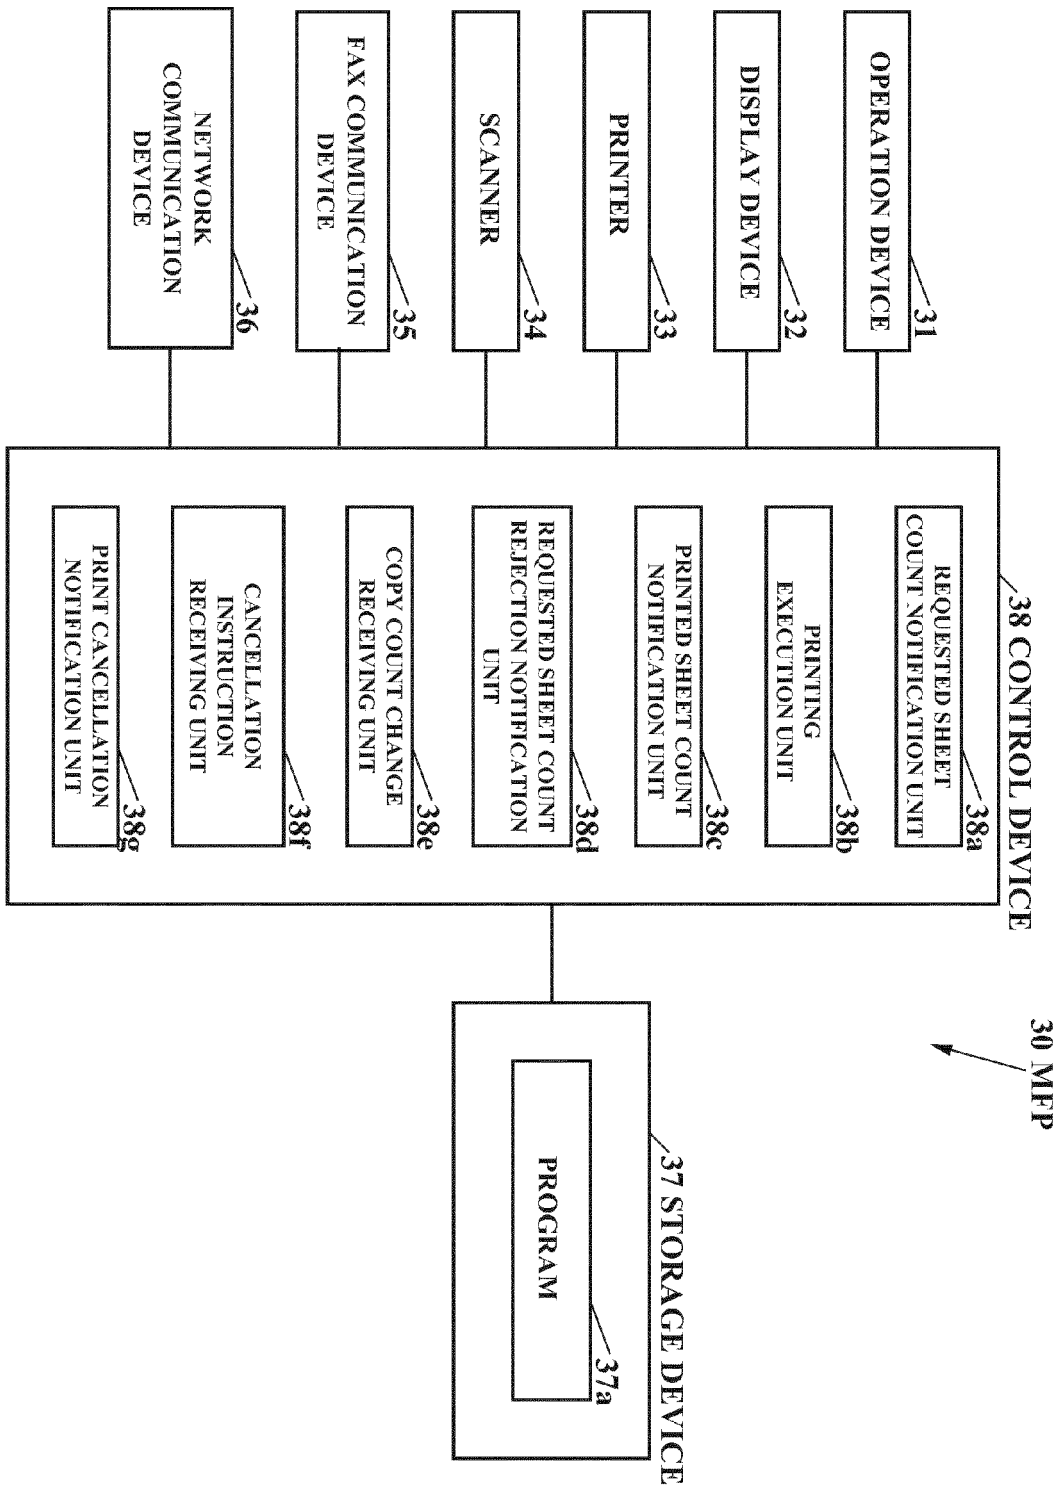 30 MFP
31
OPERATION DEVICE
32
DISPLAY DEVICE
33
PRINTER
34
SCANNER
35
FAX COMMUNICATION
DEVICE
36
NETWORK
COMMUNICATION
DEVICE
38 CONTROL DEVICE
38a
REQUESTED SHEET
COUNT NOTIFICATION UNIT
38b
PRINTING
EXECUTION UNIT
38c
PRINTED SHEET COUNT
NOTIFICATION UNIT
38d
REQUESTED SHEET COUNT
REJECTION NOTIFICATION
UNIT
38e
COPY COUNT CHANGE
RECEIVING UNIT
38f
CANCELLATION
INSTRUCTION
RECEIVING UNIT
38g
PRINT CANCELLATION
NOTIFICATION UNIT
37 STORAGE DEVICE
37a
PROGRAM